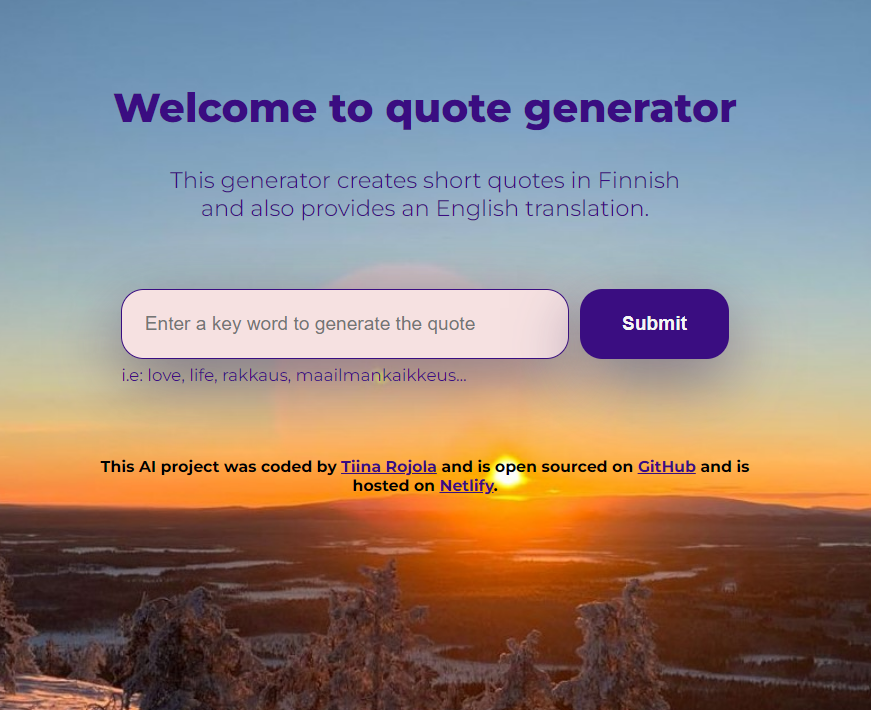 Welcome to quote generator
This generator creates short quotes in Finnish
and also provides an English translation.
Enter a key word to generate the quote
Submit
i.e: love, life, rakkaus, maailmankaikkeus...
This AI project was coded by Tiina Rojola and is open sourced on GitHub and is
hosted on Netlify.